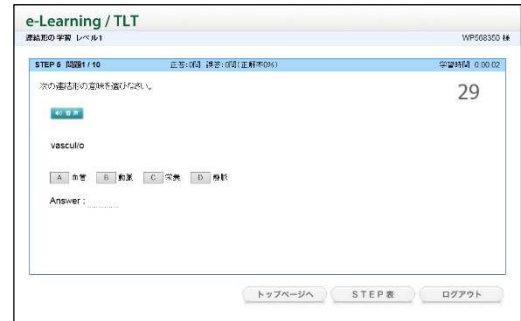 e-Learning / TLT
連結形の学習 レベル1
WP508350 様
STEP 6 問題1 / 10 正答:0問 誤答:0問(正解率0%) 学習時間 0:00:02
次の連結形の意味を選びなさい。
29
音声
vascul/o
A 血管 B 動脈 C 栄養 D 静脈
Answer :
トップページへ STEP表 ログアウト